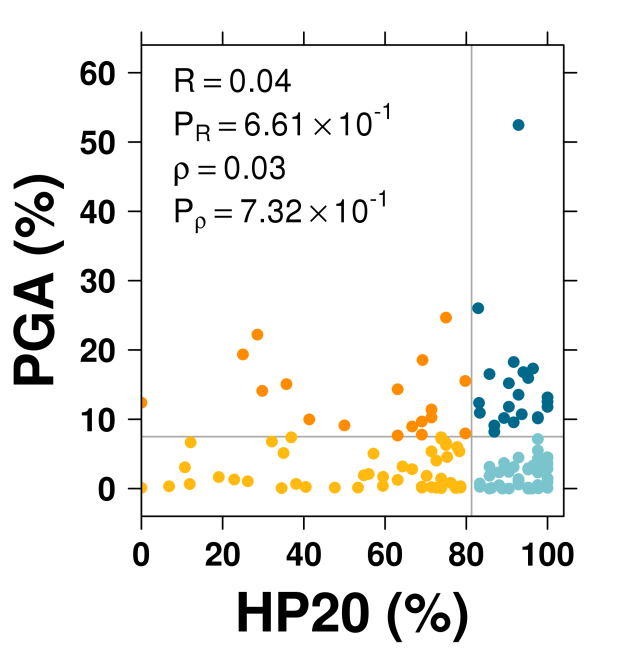 R = 0.04
P_R = 6.61 × 10^-1
ρ = 0.03
P_ρ = 7.32 × 10^-1
PGA (%)
60
50
40
30
20
10
0
0 20 40 60 80 100
HP20 (%)